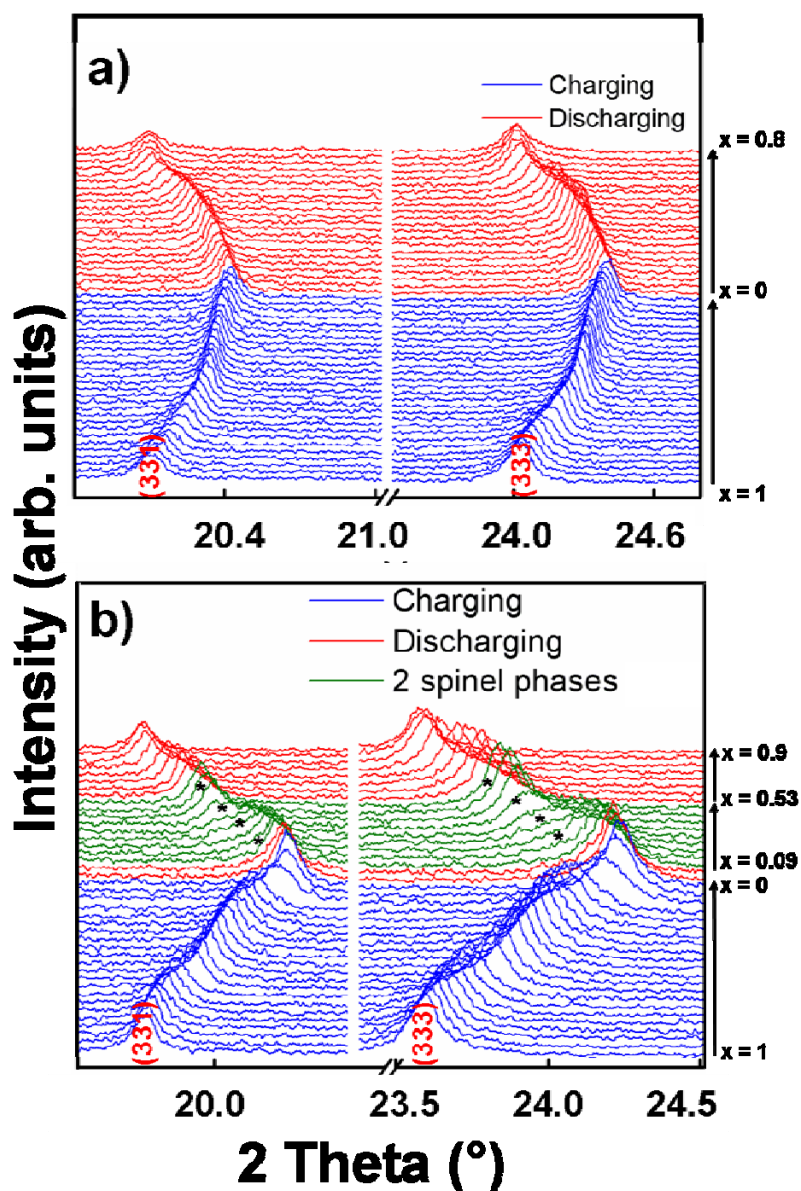 a)
Charging
Discharging
x = 0.8
x = 0
x = 1
(331)
(333)
20.4
21.0
24.0
24.6
Intensity (arb. units)
b)
Charging
Discharging
2 spinel phases
x = 0.9
x = 0.53
x = 0.09
x = 0
x = 1
*
*
*
*
*
*
*
*
(331)
(333)
20.0
23.5
24.0
24.5
2 Theta (°)